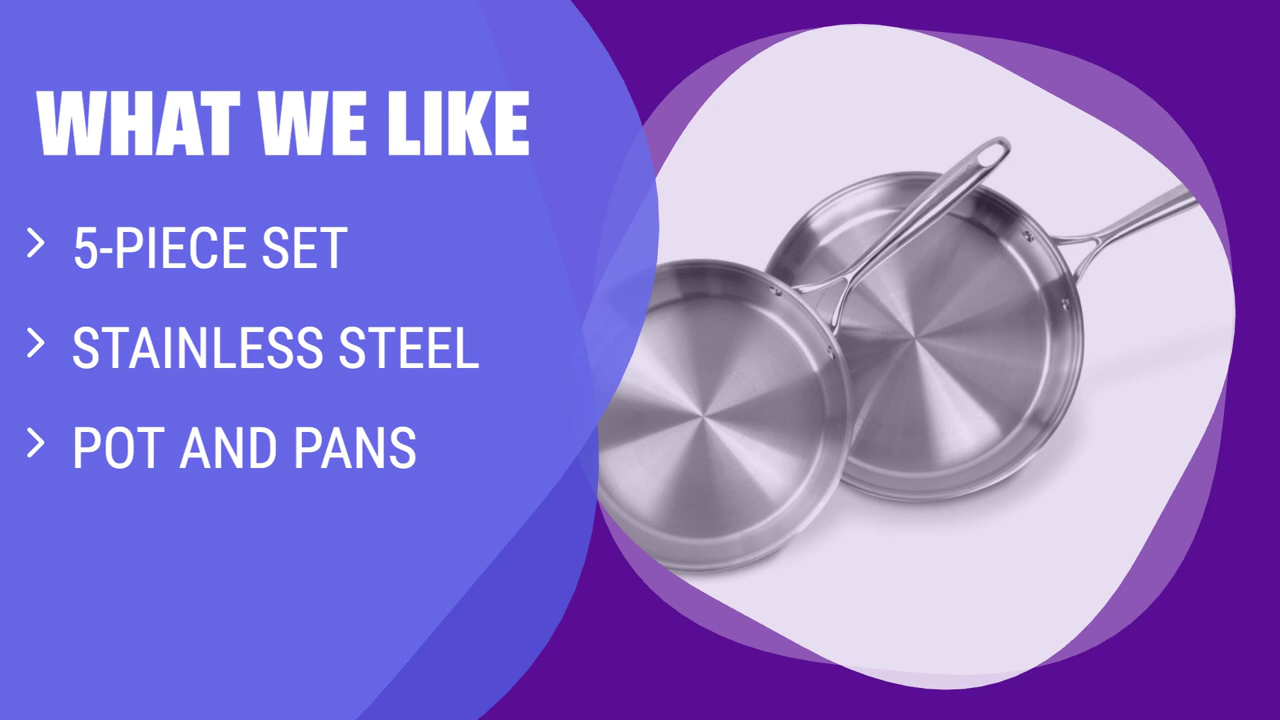 WHAT WE LIKE
5-PIECE SET
STAINLESS STEEL
POT AND PANS